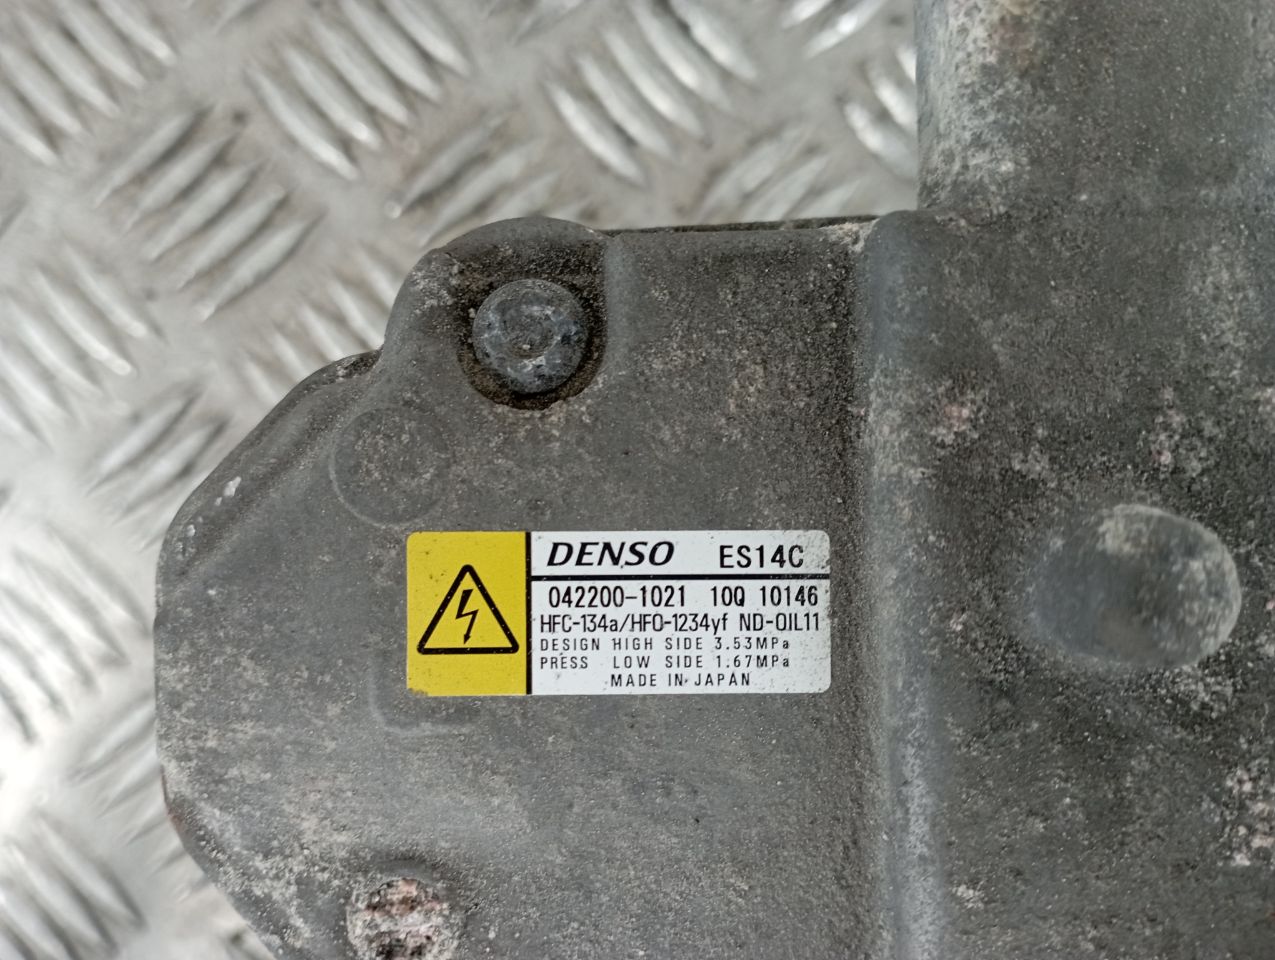 DENSO ES14C
042200-1021 10Q 10146
HFC-134a/HFO-1234yf ND-OIL11
DESIGN HIGH SIDE 3.53MPa
PRESS LOW SIDE 1.67MPa
MADE IN JAPAN